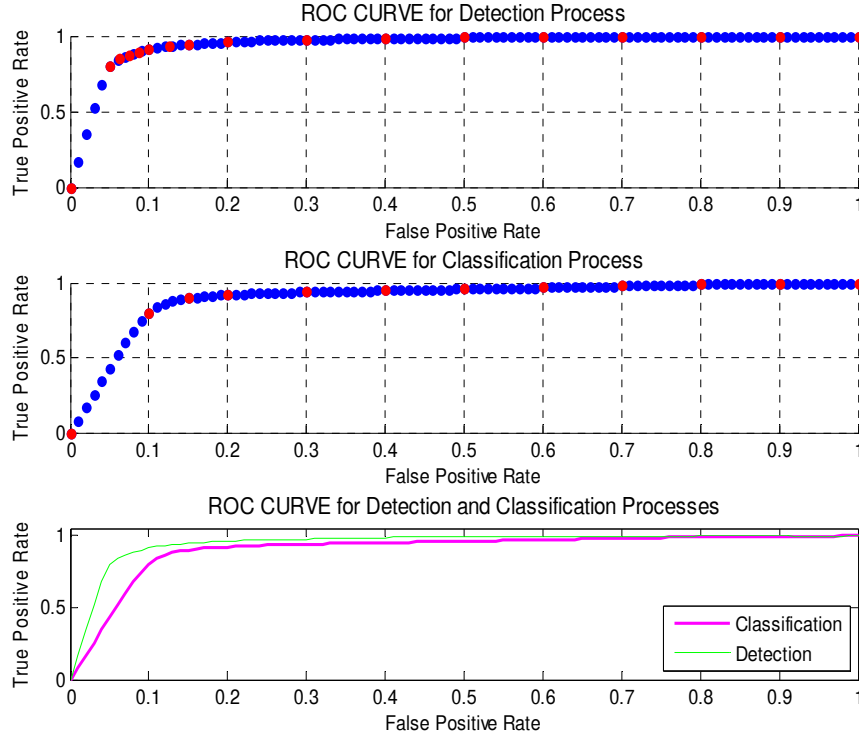 ROC CURVE for Detection Process
1
0.5
0
True Positive Rate
0 0.1 0.2 0.3 0.4 0.5 0.6 0.7 0.8 0.9 1
False Positive Rate
ROC CURVE for Classification Process
1
0.5
0
True Positive Rate
0 0.1 0.2 0.3 0.4 0.5 0.6 0.7 0.8 0.9 1
False Positive Rate
ROC CURVE for Detection and Classification Processes
1
0.5
0
True Positive Rate
Classification
Detection
0 0.1 0.2 0.3 0.4 0.5 0.6 0.7 0.8 0.9 1
False Positive Rate